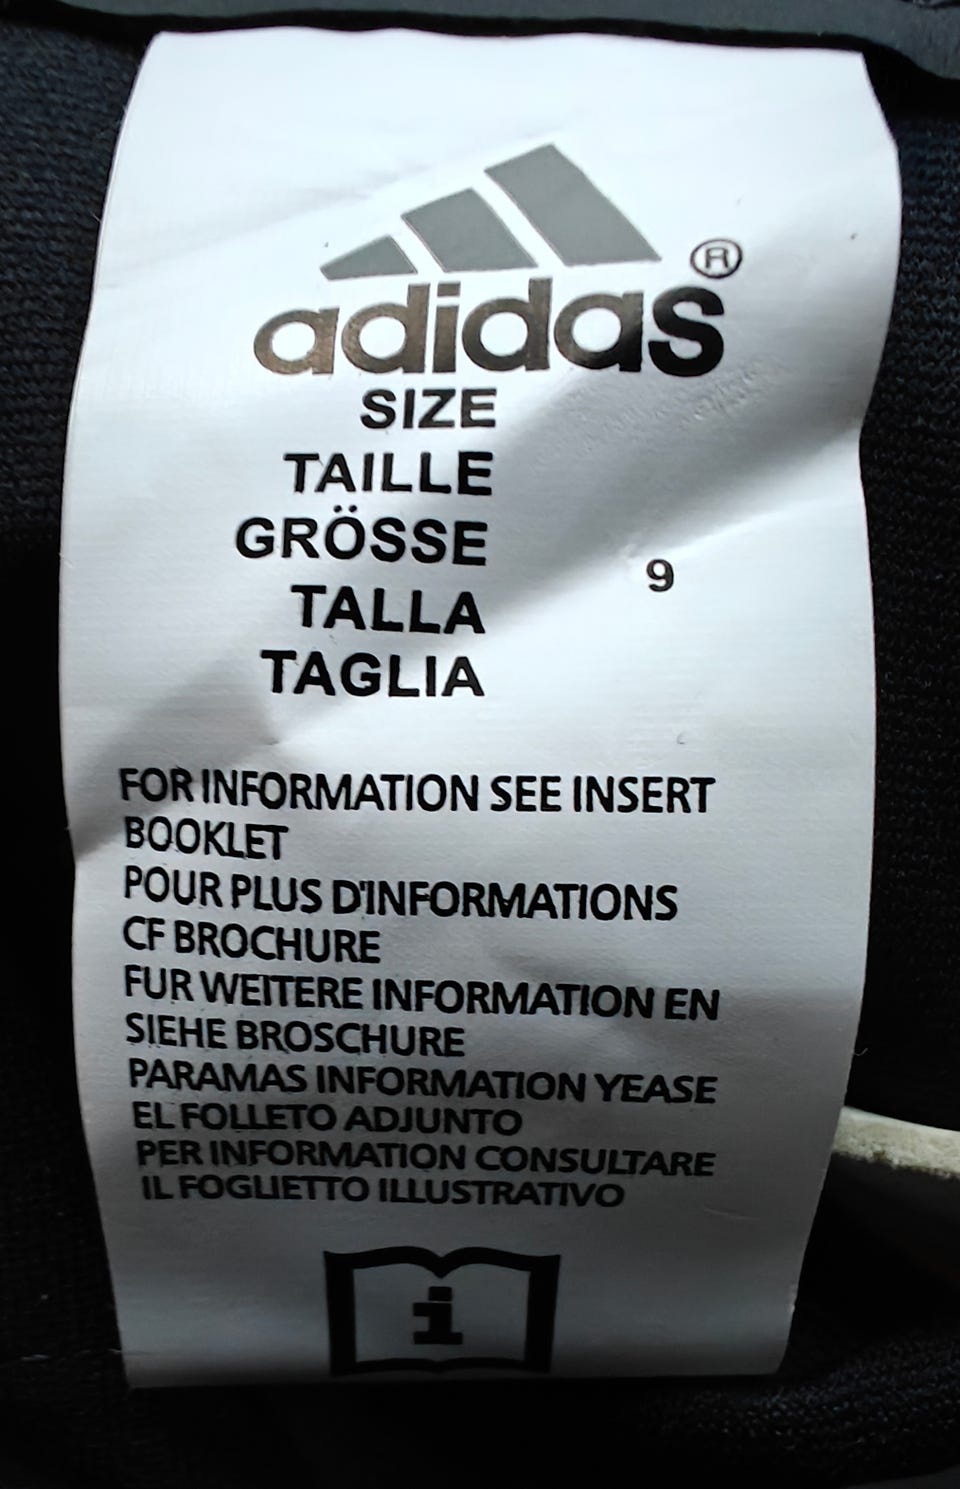 adidas®
SIZE
TAILLE
GRÖSSE
TALLA
TAGLIA
9
FOR INFORMATION SEE INSERT
BOOKLET
POUR PLUS D'INFORMATIONS
CF BROCHURE
FUR WEITERE INFORMATION EN
SIEHE BROSCHURE
PARAMAS INFORMATION YEASE
EL FOLLETO ADJUNTO
PER INFORMATION CONSULTARE
IL FOGLIETTO ILLUSTRATIVO
i